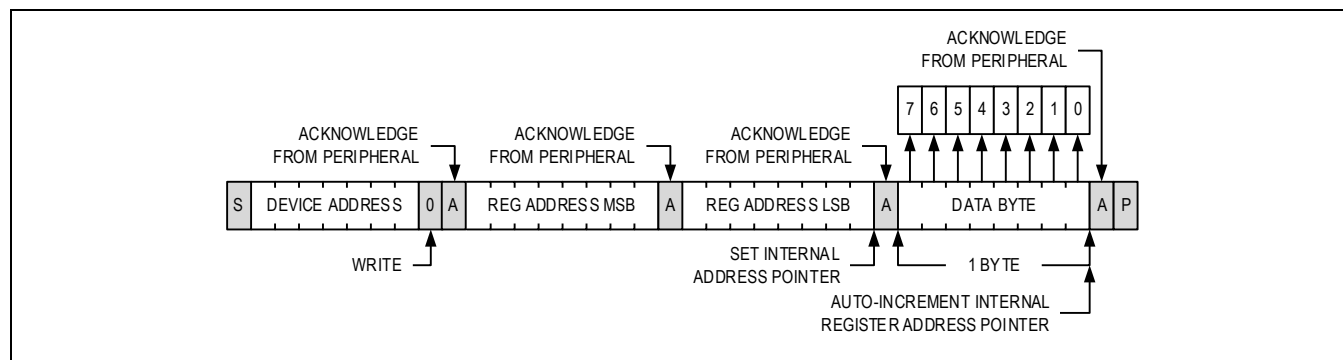 ACKNOWLEDGE
FROM PERIPHERAL
7 6 5 4 3 2 1 0
ACKNOWLEDGE
FROM PERIPHERAL
ACKNOWLEDGE
FROM PERIPHERAL
ACKNOWLEDGE
FROM PERIPHERAL
S DEVICE ADDRESS 0 A REG ADDRESS MSB A REG ADDRESS LSB A DATA BYTE A P
WRITE
SET INTERNAL
ADDRESS POINTER
1 BYTE
AUTO-INCREMENT INTERNAL
REGISTER ADDRESS POINTER